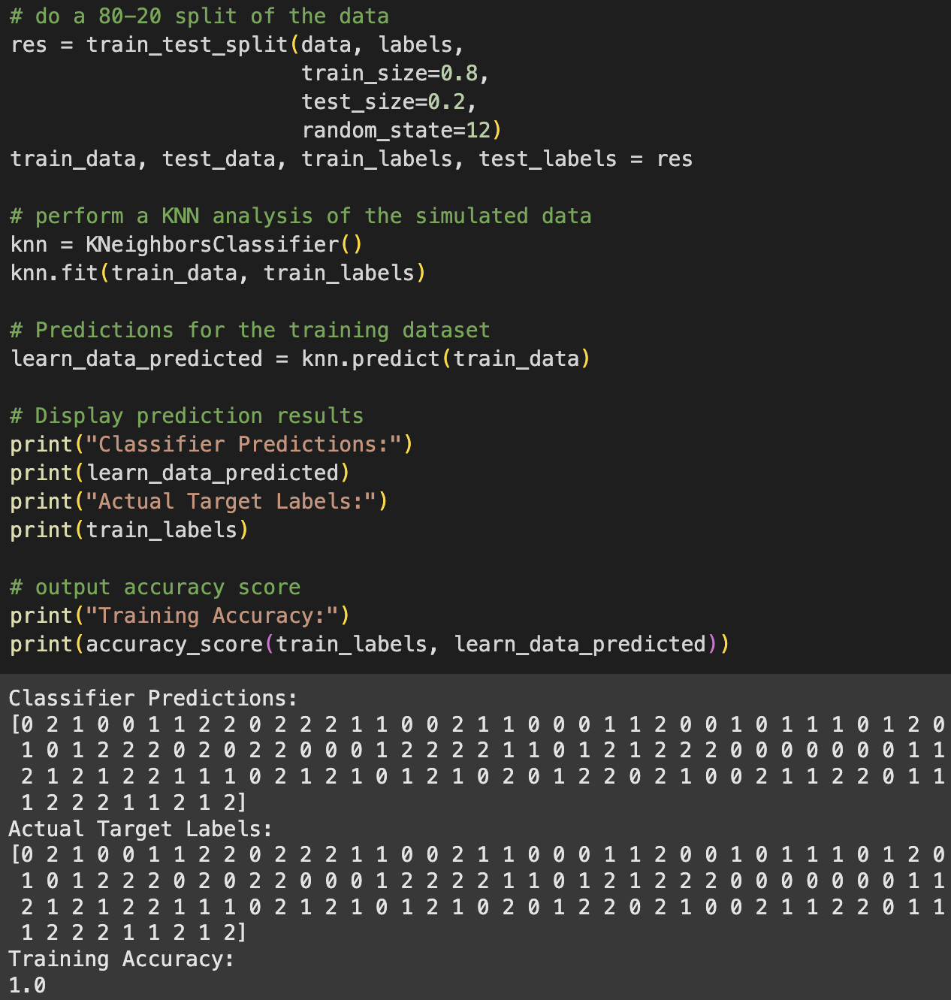 # do a 80-20 split of the data
res = train_test_split(data, labels,
                       train_size=0.8,
                       test_size=0.2,
                       random_state=12)
train_data, test_data, train_labels, test_labels = res

# perform a KNN analysis of the simulated data
knn = KNeighborsClassifier()
knn.fit(train_data, train_labels)

# Predictions for the training dataset
learn_data_predicted = knn.predict(train_data)

# Display prediction results
print("Classifier Predictions:")
print(learn_data_predicted)
print("Actual Target Labels:")
print(train_labels)

# output accuracy score
print("Training Accuracy:")
print(accuracy_score(train_labels, learn_data_predicted))
Classifier Predictions:
[0 2 1 0 0 1 1 2 2 0 2 2 2 1 1 0 0 2 1 1 0 0 0 1 1 2 0 0 1 0 1 1 1 0 1 2 0
 1 0 1 2 2 2 0 2 0 2 2 0 0 0 1 2 2 2 2 1 1 0 1 2 1 2 2 2 0 0 0 0 0 0 0 1 1
 2 1 2 1 2 2 1 1 1 0 2 1 2 1 0 1 2 1 0 2 0 1 2 2 0 2 1 0 0 2 1 1 2 2 0 1 1
 1 2 2 2 1 1 2 1 2]
Actual Target Labels:
[0 2 1 0 0 1 1 2 2 0 2 2 2 1 1 0 0 2 1 1 0 0 0 1 1 2 0 0 1 0 1 1 1 0 1 2 0
 1 0 1 2 2 2 0 2 0 2 2 0 0 0 1 2 2 2 2 1 1 0 1 2 1 2 2 2 0 0 0 0 0 0 0 1 1
 2 1 2 1 2 2 1 1 1 0 2 1 2 1 0 1 2 1 0 2 0 1 2 2 0 2 1 0 0 2 1 1 2 2 0 1 1
 1 2 2 2 1 1 2 1 2]
Training Accuracy:
1.0